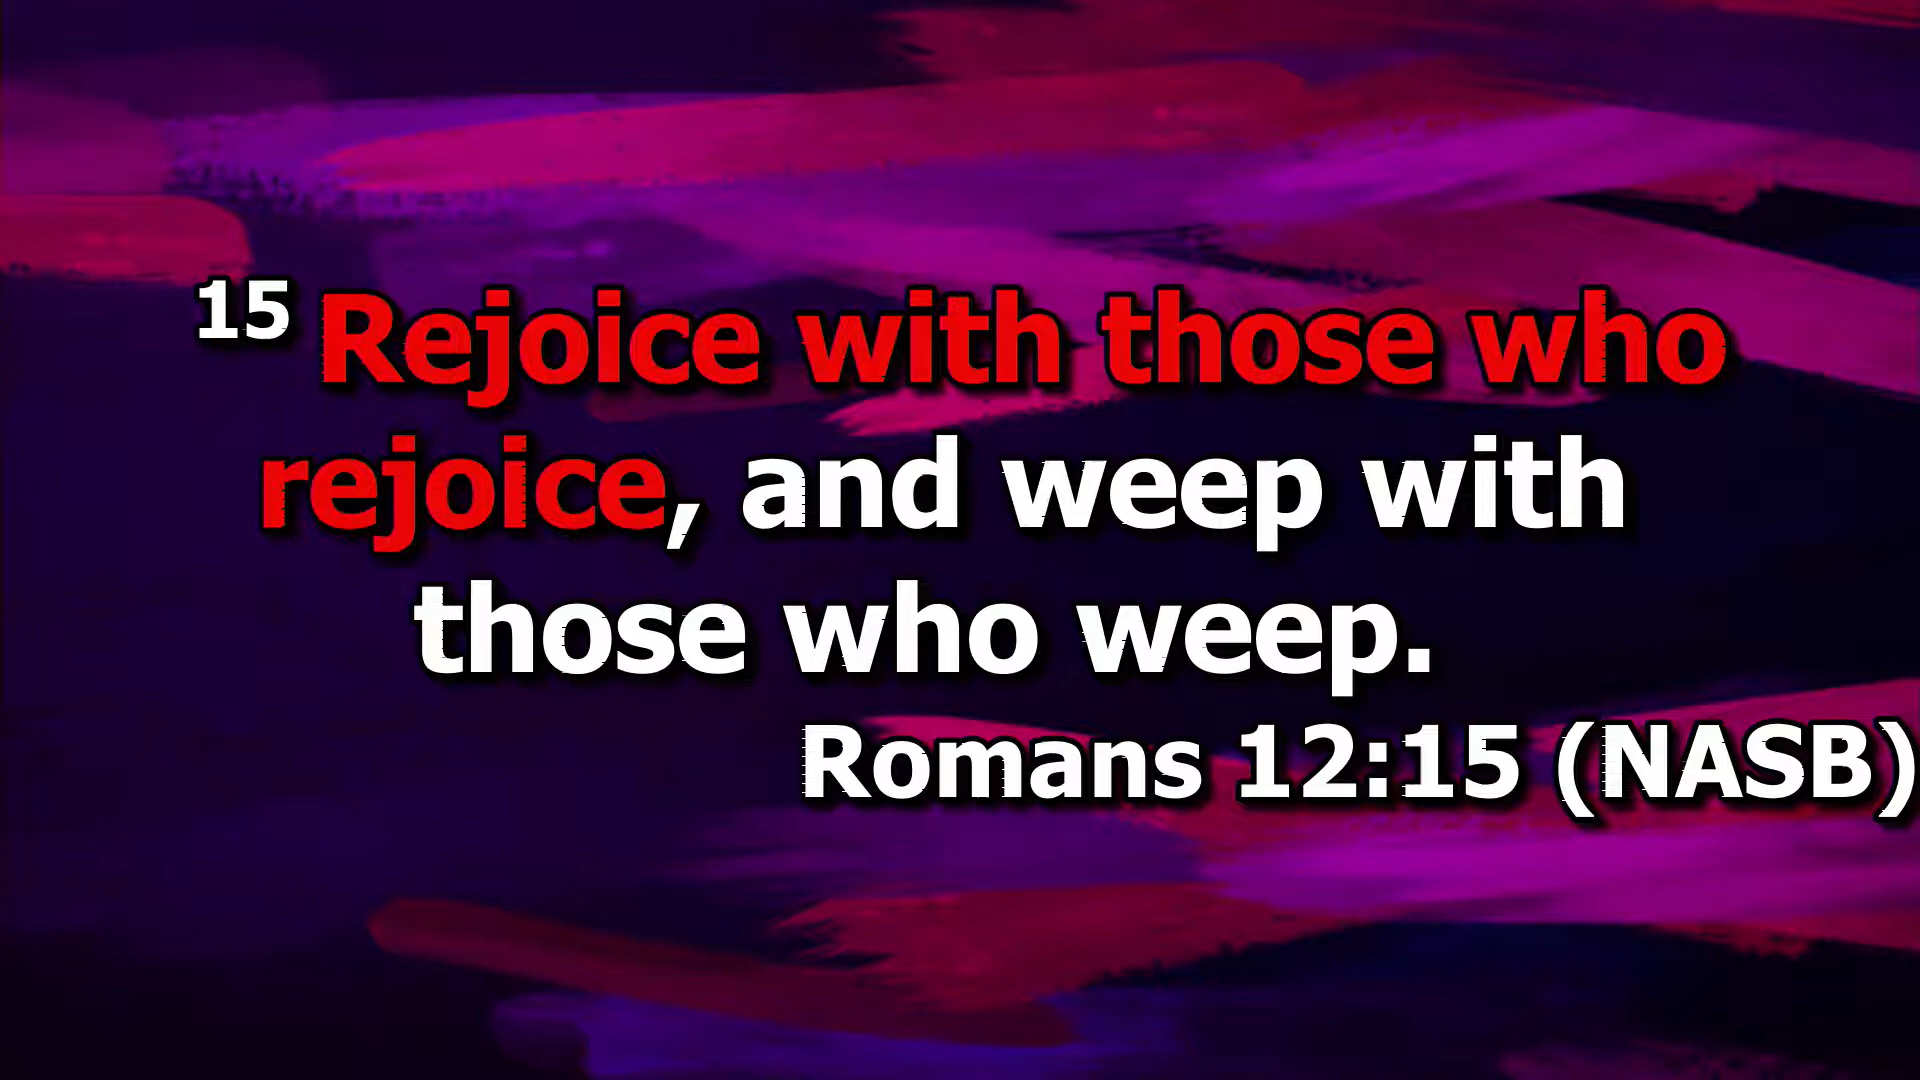 15 Rejoice with those who
rejoice, and weep with
those who weep.
Romans 12:15 (NASB)